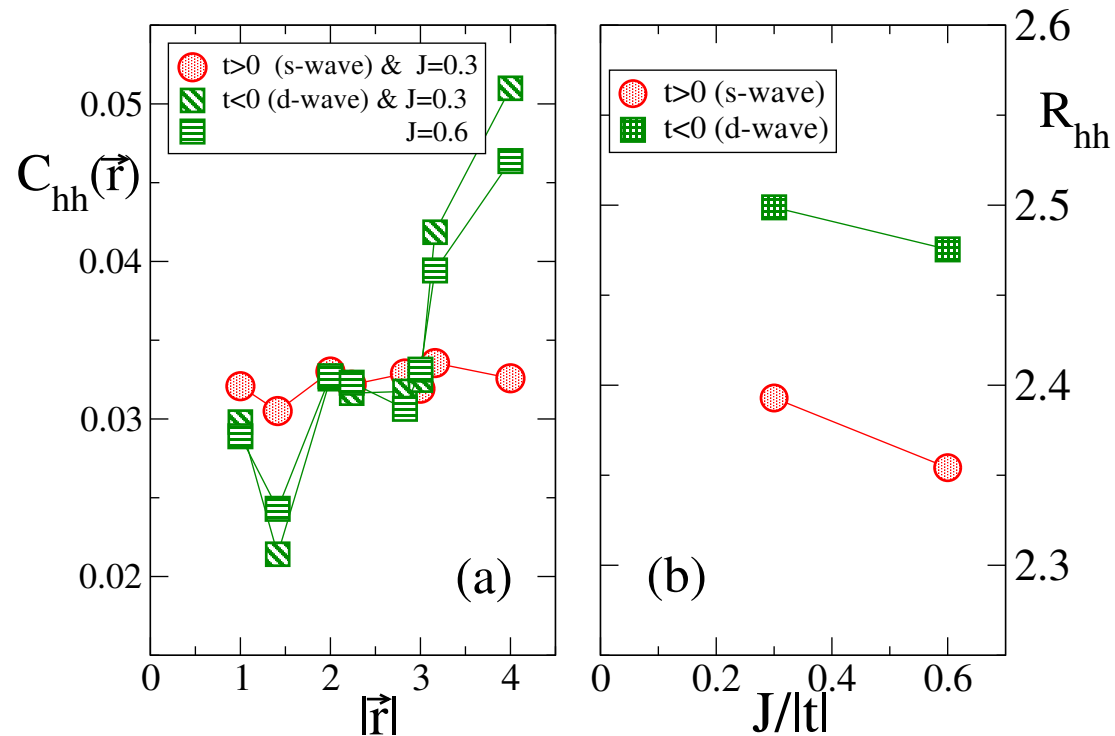 t>0 (s-wave) & J=0.3
t<0 (d-wave) & J=0.3
J=0.6
C_hh(r⃗)
0.05
0.04
0.03
0.02
(a)
0 1 2 3 4
|r⃗|
t>0 (s-wave)
t<0 (d-wave)
R_hh
2.6
2.5
2.4
2.3
(b)
0 0.2 0.4 0.6
J/|t|